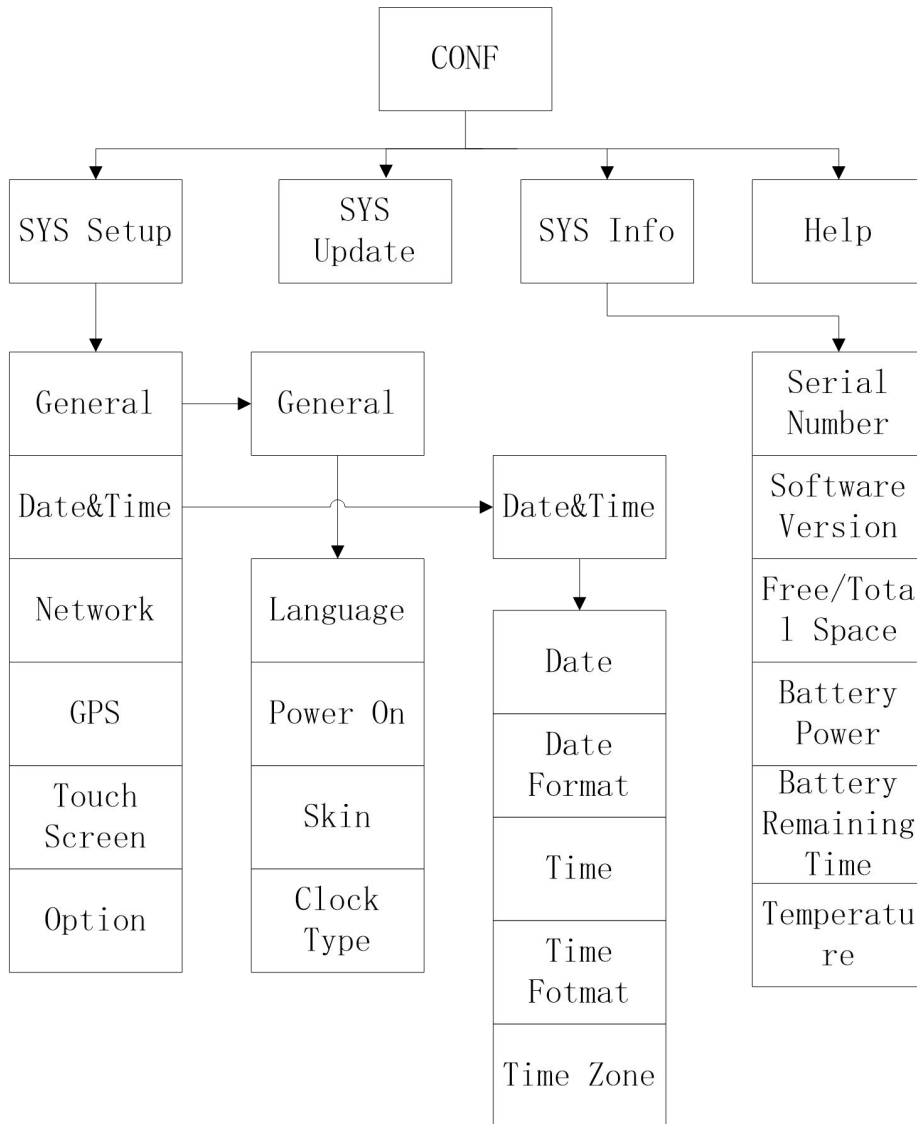 CONF
SYS Setup
SYS
Update
SYS Info
Help
General
Date&Time
Network
GPS
Touch
Screen
Option
General
Language
Power On
Skin
Clock
Type
Date&Time
Date
Date
Format
Time
Time
Fotmat
Time Zone
Serial
Number
Software
Version
Free/Tota
l Space
Battery
Power
Battery
Remaining
Time
Temperatu
re